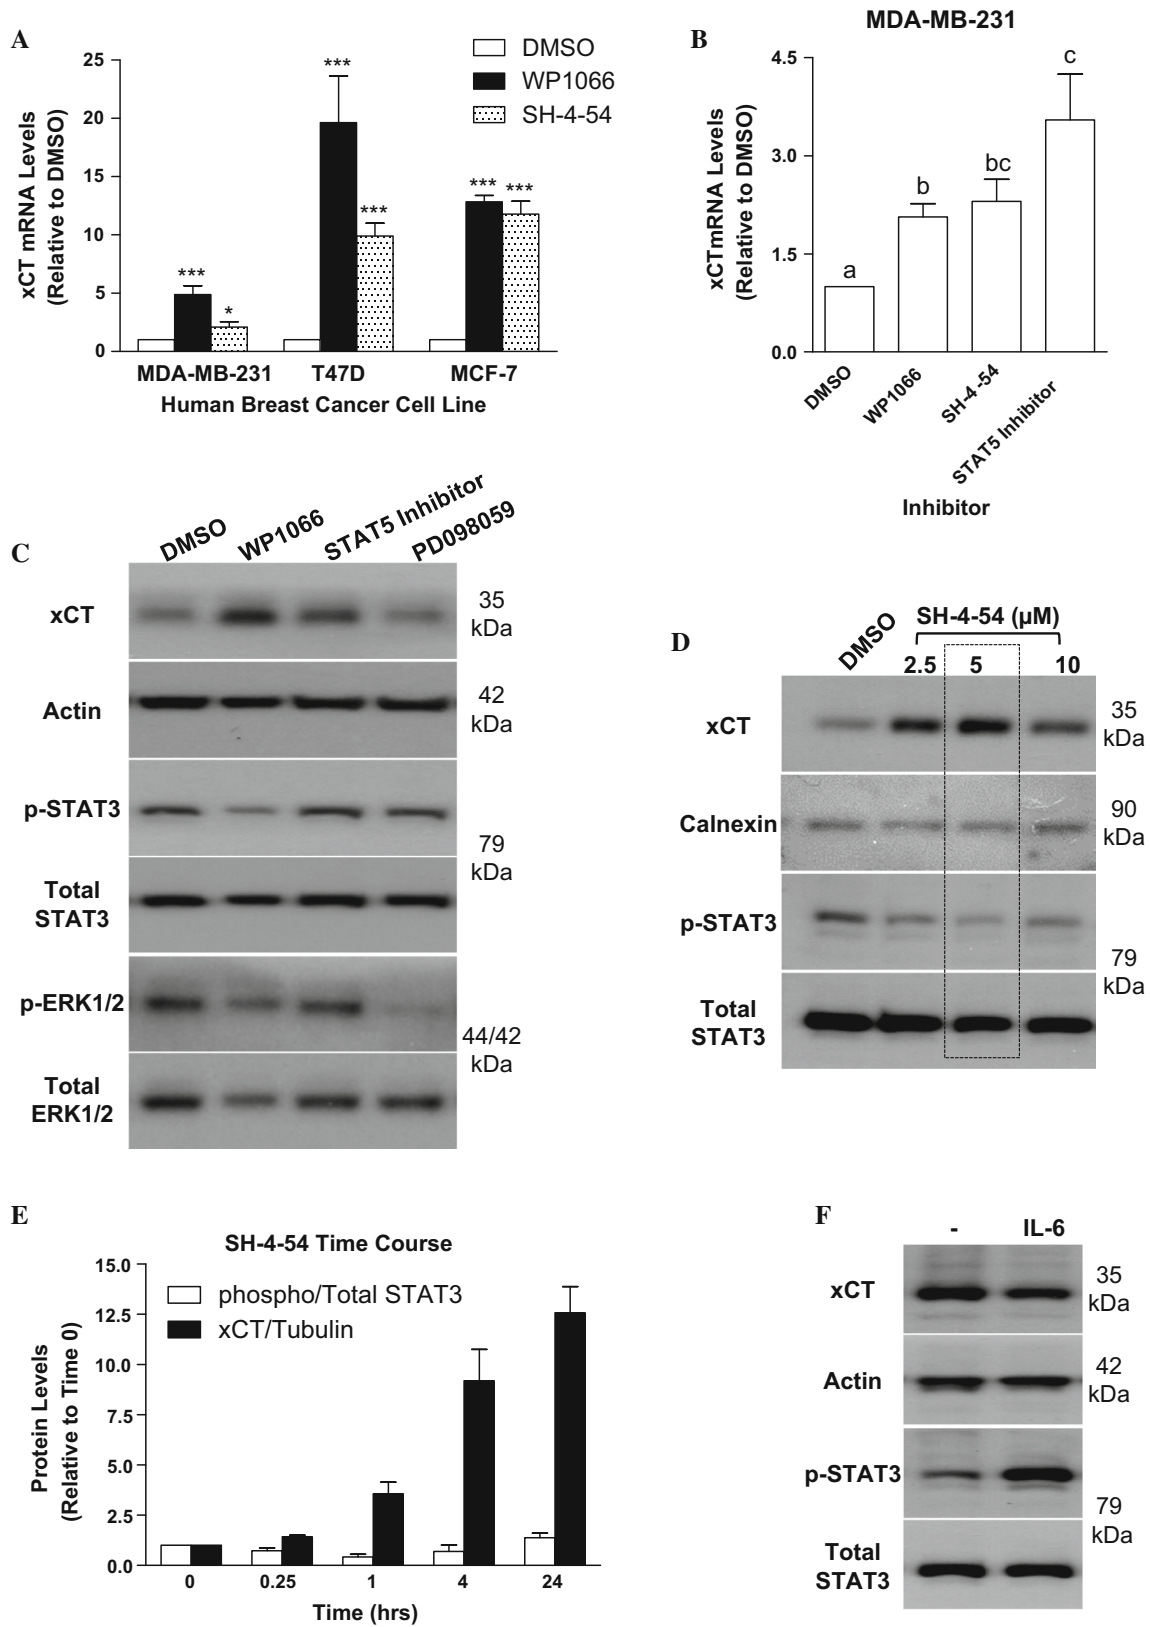 A
xCT mRNA Levels
(Relative to DMSO)
25
20
15
10
5
0
DMSO
WP1066
SH-4-54
***
*
***
***
***
***
MDA-MB-231
T47D
MCF-7
Human Breast Cancer Cell Line
B
MDA-MB-231
xCTmRNA Levels
(Relative to DMSO)
4.5
3.0
1.5
0.0
a
b
bc
c
DMSO
WP1066
SH-4-54
STAT5 Inhibitor
Inhibitor
C
DMSO
WP1066
STAT5 Inhibitor
PD098059
xCT
35
kDa
Actin
42
kDa
p-STAT3
79
kDa
Total
STAT3
p-ERK1/2
44/42
kDa
Total
ERK1/2
D
DMSO
SH-4-54 (µM)
2.5
5
10
xCT
35
kDa
Calnexin
90
kDa
p-STAT3
79
kDa
Total
STAT3
E
SH-4-54 Time Course
Protein Levels
(Relative to Time 0)
15.0
12.5
10.0
7.5
5.0
2.5
0.0
phospho/Total STAT3
xCT/Tubulin
0
0.25
1
4
24
Time (hrs)
F
-
IL-6
xCT
35
kDa
Actin
42
kDa
p-STAT3
79
kDa
Total
STAT3